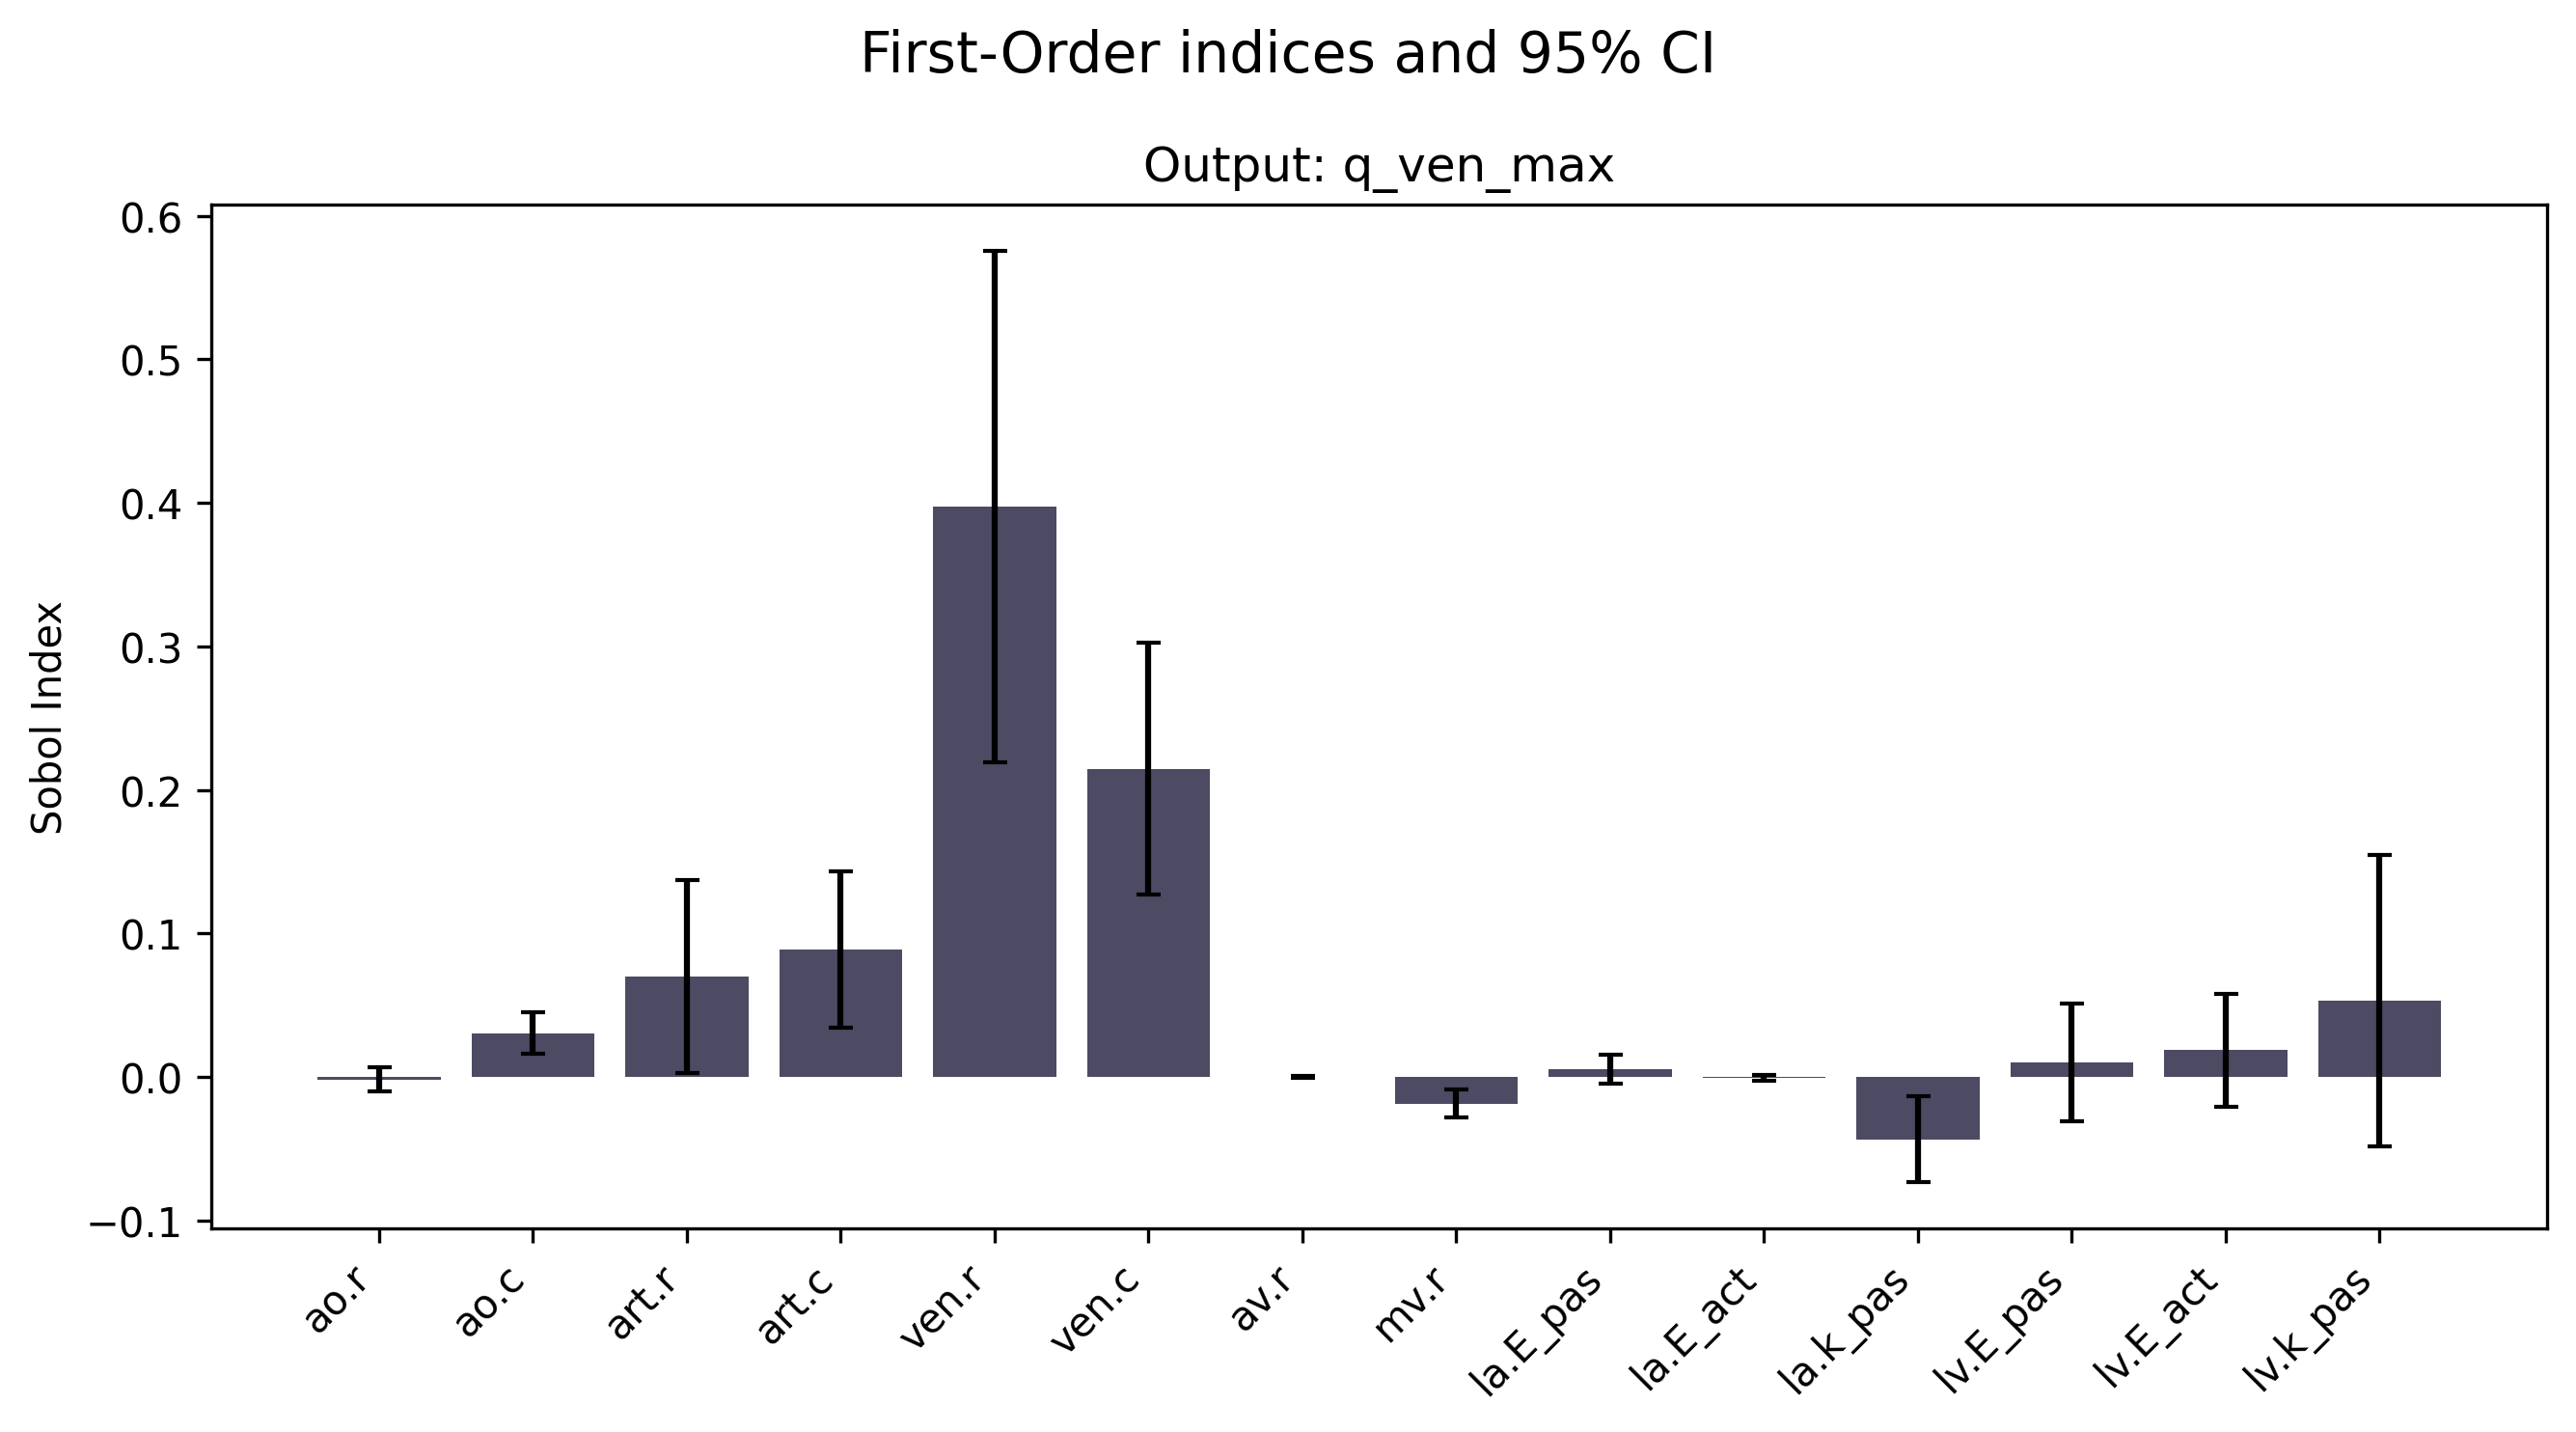 First-Order indices and 95% CI
Output: q_ven_max
0.6
0.5
0.4
0.3
0.2
0.1
0.0
−0.1
Sobol Index
ao.r
ao.c
art.r
art.c
ven.r
ven.c
av.r
mv.r
la.E_pas
la.E_act
la.k_pas
lv.E_pas
lv.E_act
lv.k_pas